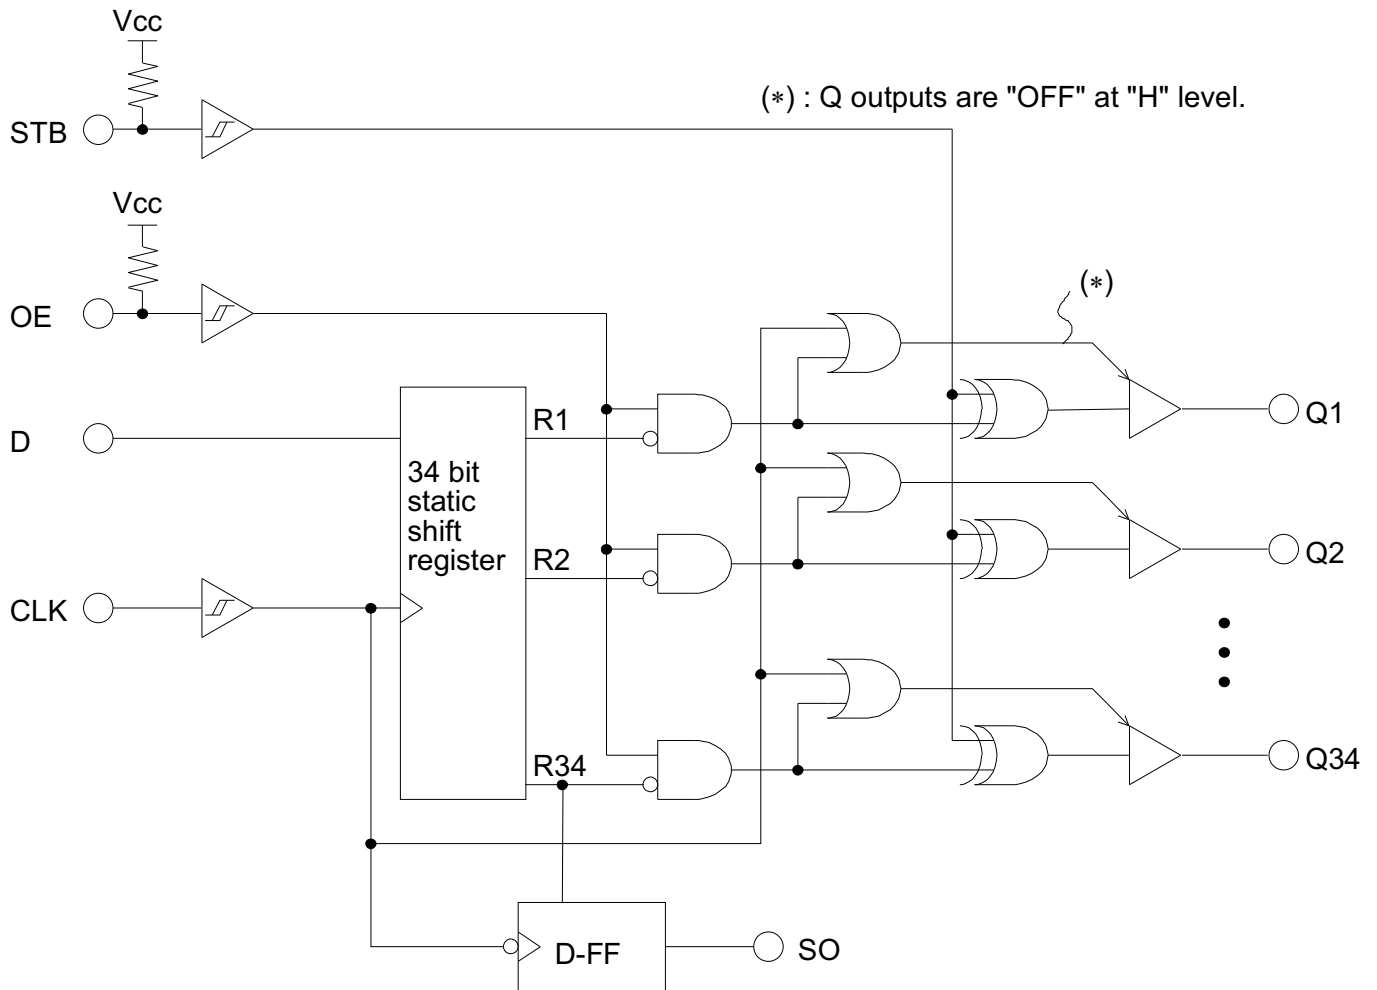 Vcc
(∗) : Q outputs are "OFF" at "H" level.
STB
Vcc
(∗)
OE
R1
Q1
D
34 bit
static
shift
register
R2
Q2
CLK
R34
Q34
D-FF
SO